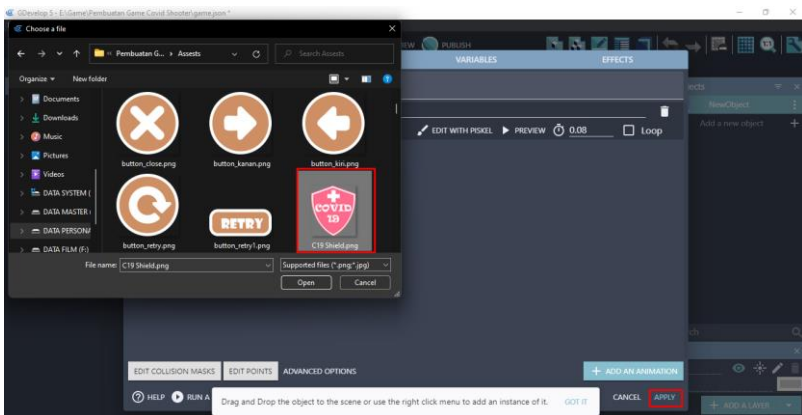 GDevelop 5 - E:\Game\Pembuatan Game Covid Shooter\game.json *
Choose a file
Pembuatan G... > Assests
Search Assests
PUBLISH
VARIABLES
EFFECTS
Organize
New folder
Documents
Downloads
Music
Pictures
Videos
DATA SYSTEM (
DATA MASTER
DATA PERSONA
DATA FILM (F:)
button_close.png
button_kanan.png
button_kiri.png
RETRY
COVID
19
button_retry.png
button_retry1.png
C19 Shield.png
File name:
C19 Shield.png
Supported files (*.png;*.jpg)
Open
Cancel
NewObject
Add a new object
EDIT WITH PISKEL
PREVIEW
0.08
Loop
EDIT COLLISION MASKS
EDIT POINTS
ADVANCED OPTIONS
+ ADD AN ANIMATION
HELP
RUN A
Drag and Drop the object to the scene or use the right click menu to add an instance of it.
GOT IT
CANCEL
APPLY
+ ADD A LAYER